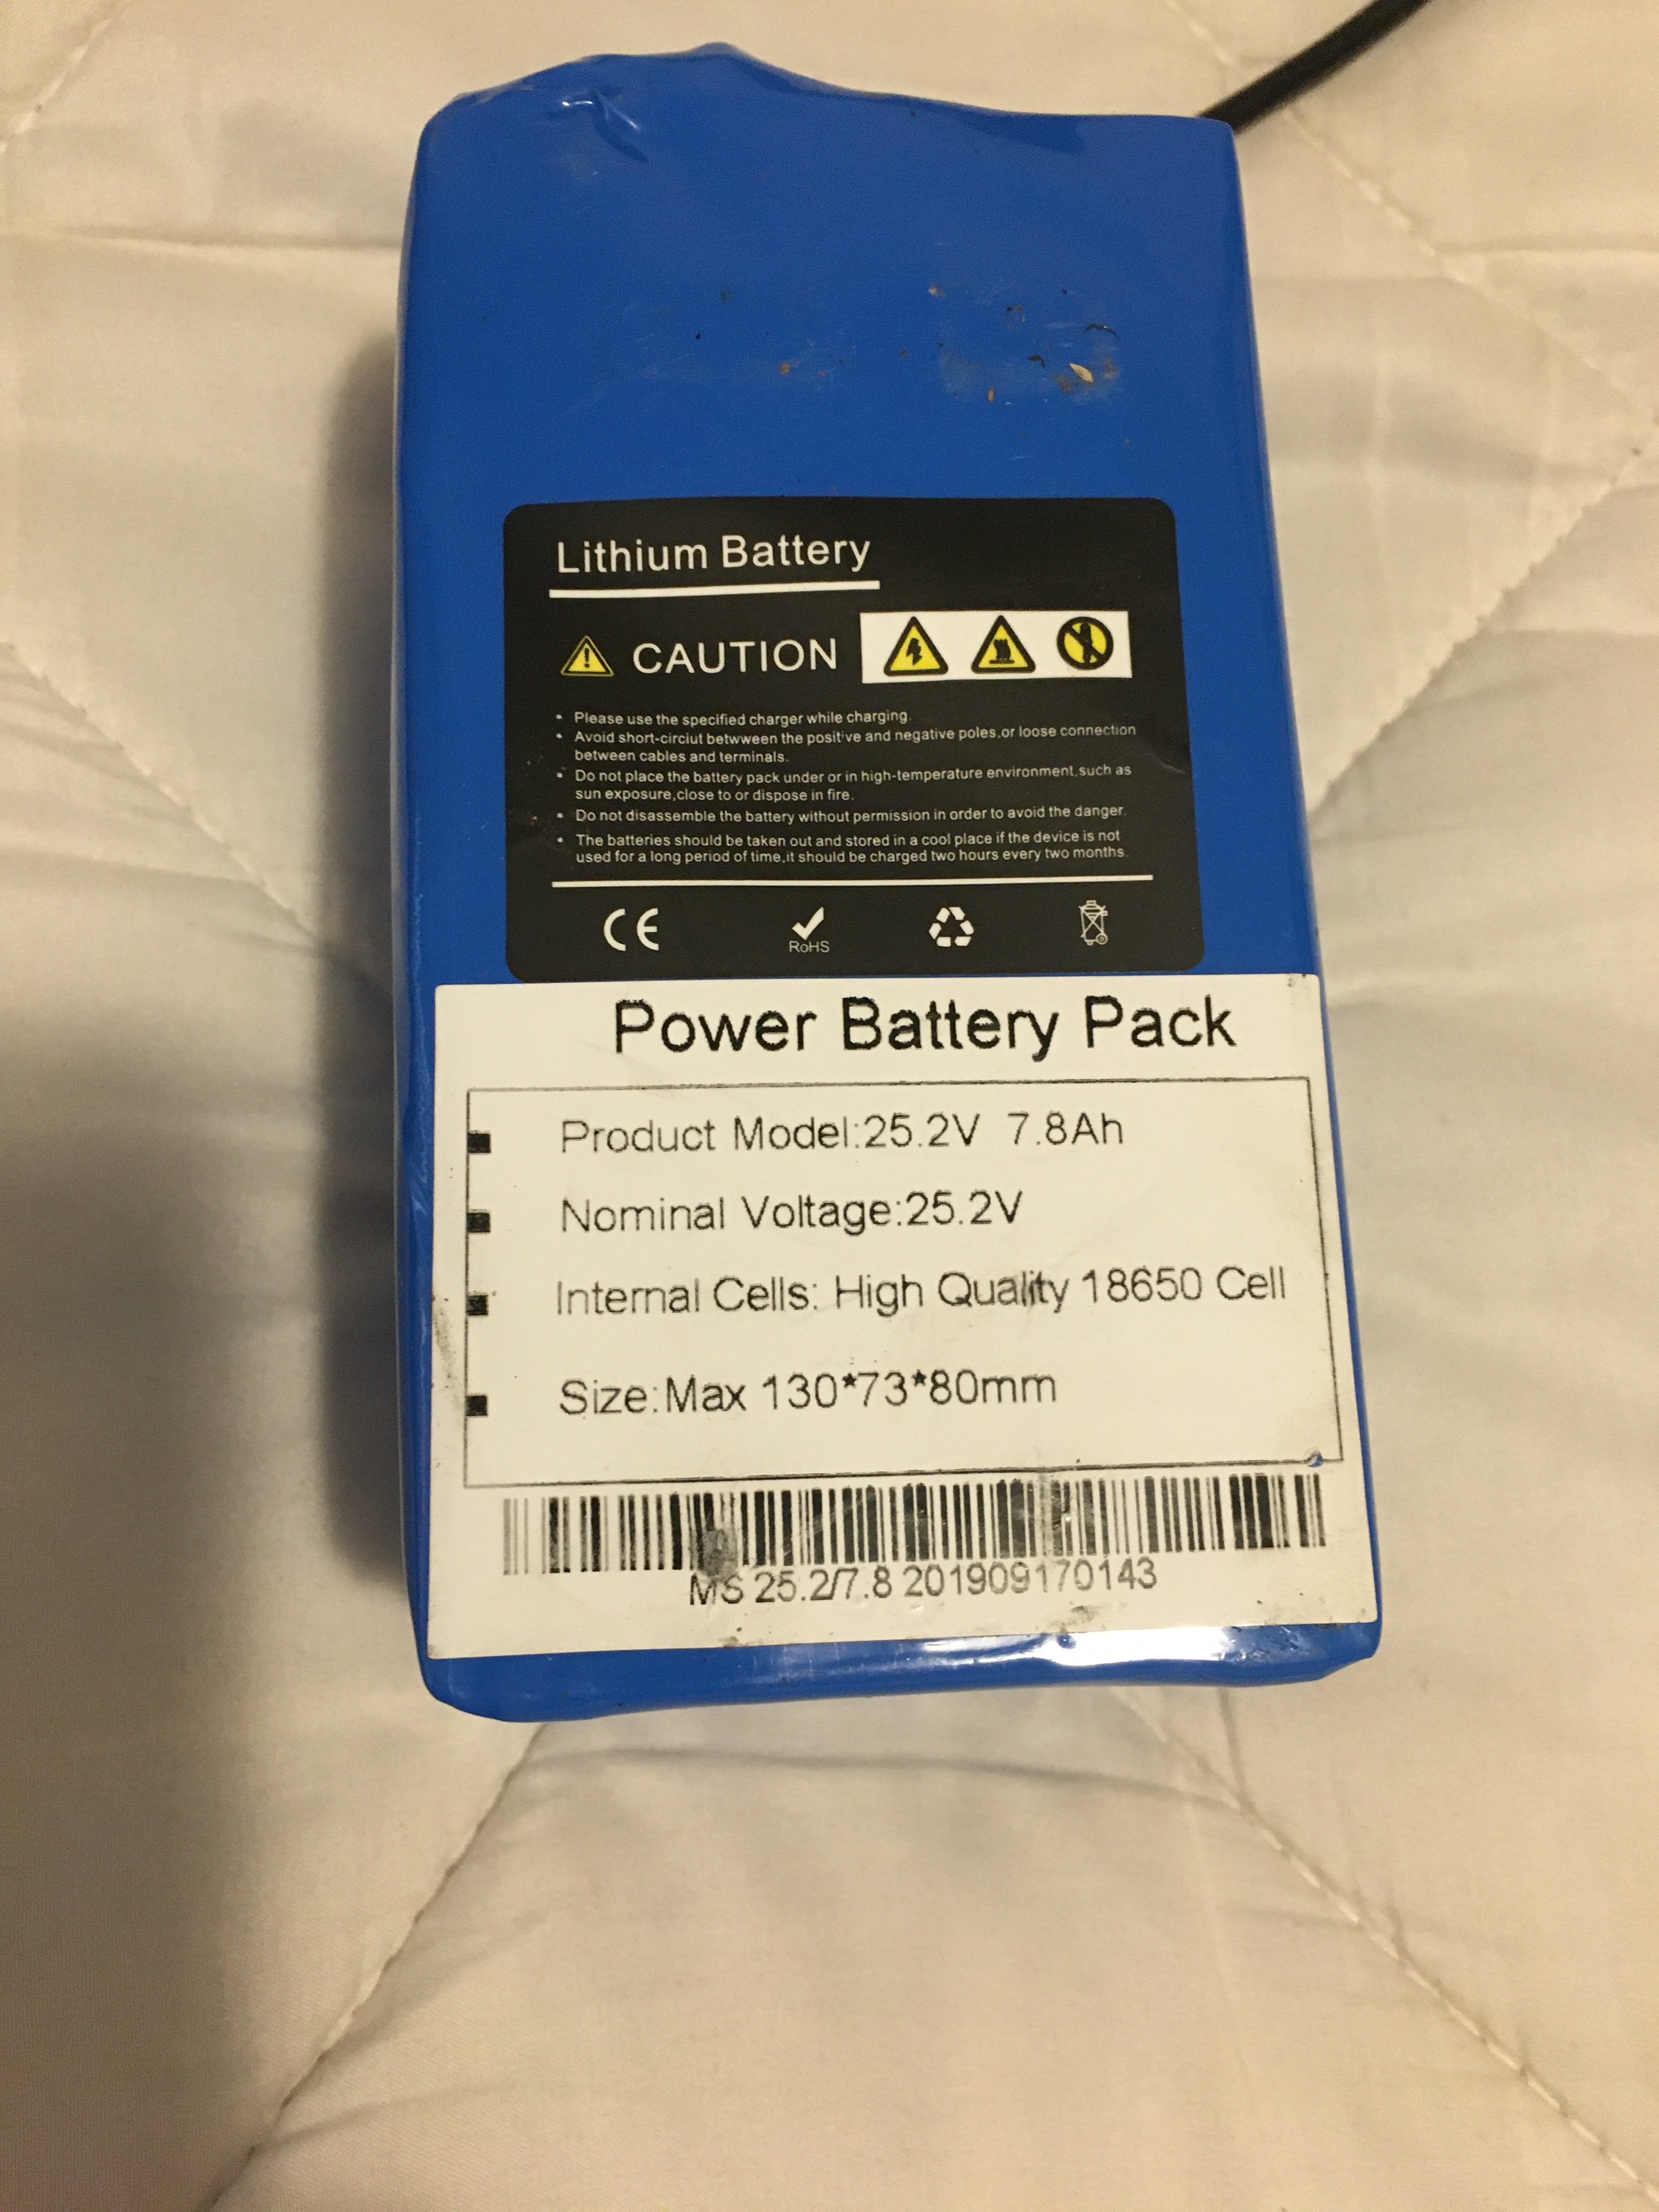 Lithium Battery
CAUTION
• Please use the specified charger while charging.
• Avoid short-circiut betwween the positive and negative poles,or loose connection
between cables and terminals.
• Do not place the battery pack under or in high-temperature environment,such as
sun exposure,close to or dispose in fire.
• Do not disassemble the battery without permission in order to avoid the danger.
• The batteries should be taken out and stored in a cool place if the device is not
used for a long period of time,it should be charged two hours every two months.
CE
RoHS
Power Battery Pack
Product Model:25.2V 7.8Ah
Nominal Voltage:25.2V
Internal Cells: High Quality 18650 Cell
Size:Max 130*73*80mm
MS 25.2/7.8 201909170143